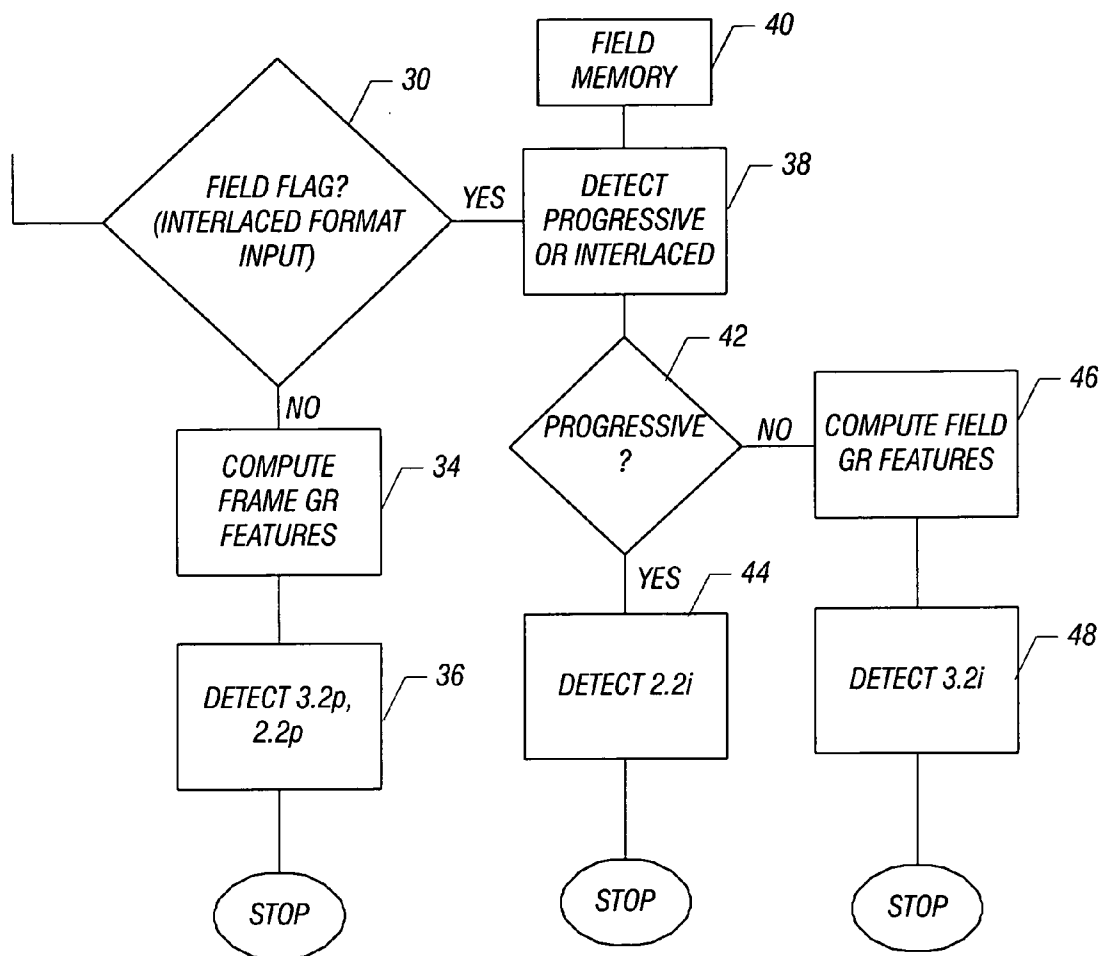 FIELD
MEMORY
40
30
FIELD FLAG?
(INTERLACED FORMAT
INPUT)
YES
DETECT
PROGRESSIVE
OR INTERLACED
38
42
PROGRESSIVE
?
NO
COMPUTE FIELD
GR FEATURES
46
NO
COMPUTE
FRAME GR
FEATURES
34
YES
44
DETECT 3.2p,
2.2p
36
DETECT 2.2i
DETECT 3.2i
48
STOP
STOP
STOP